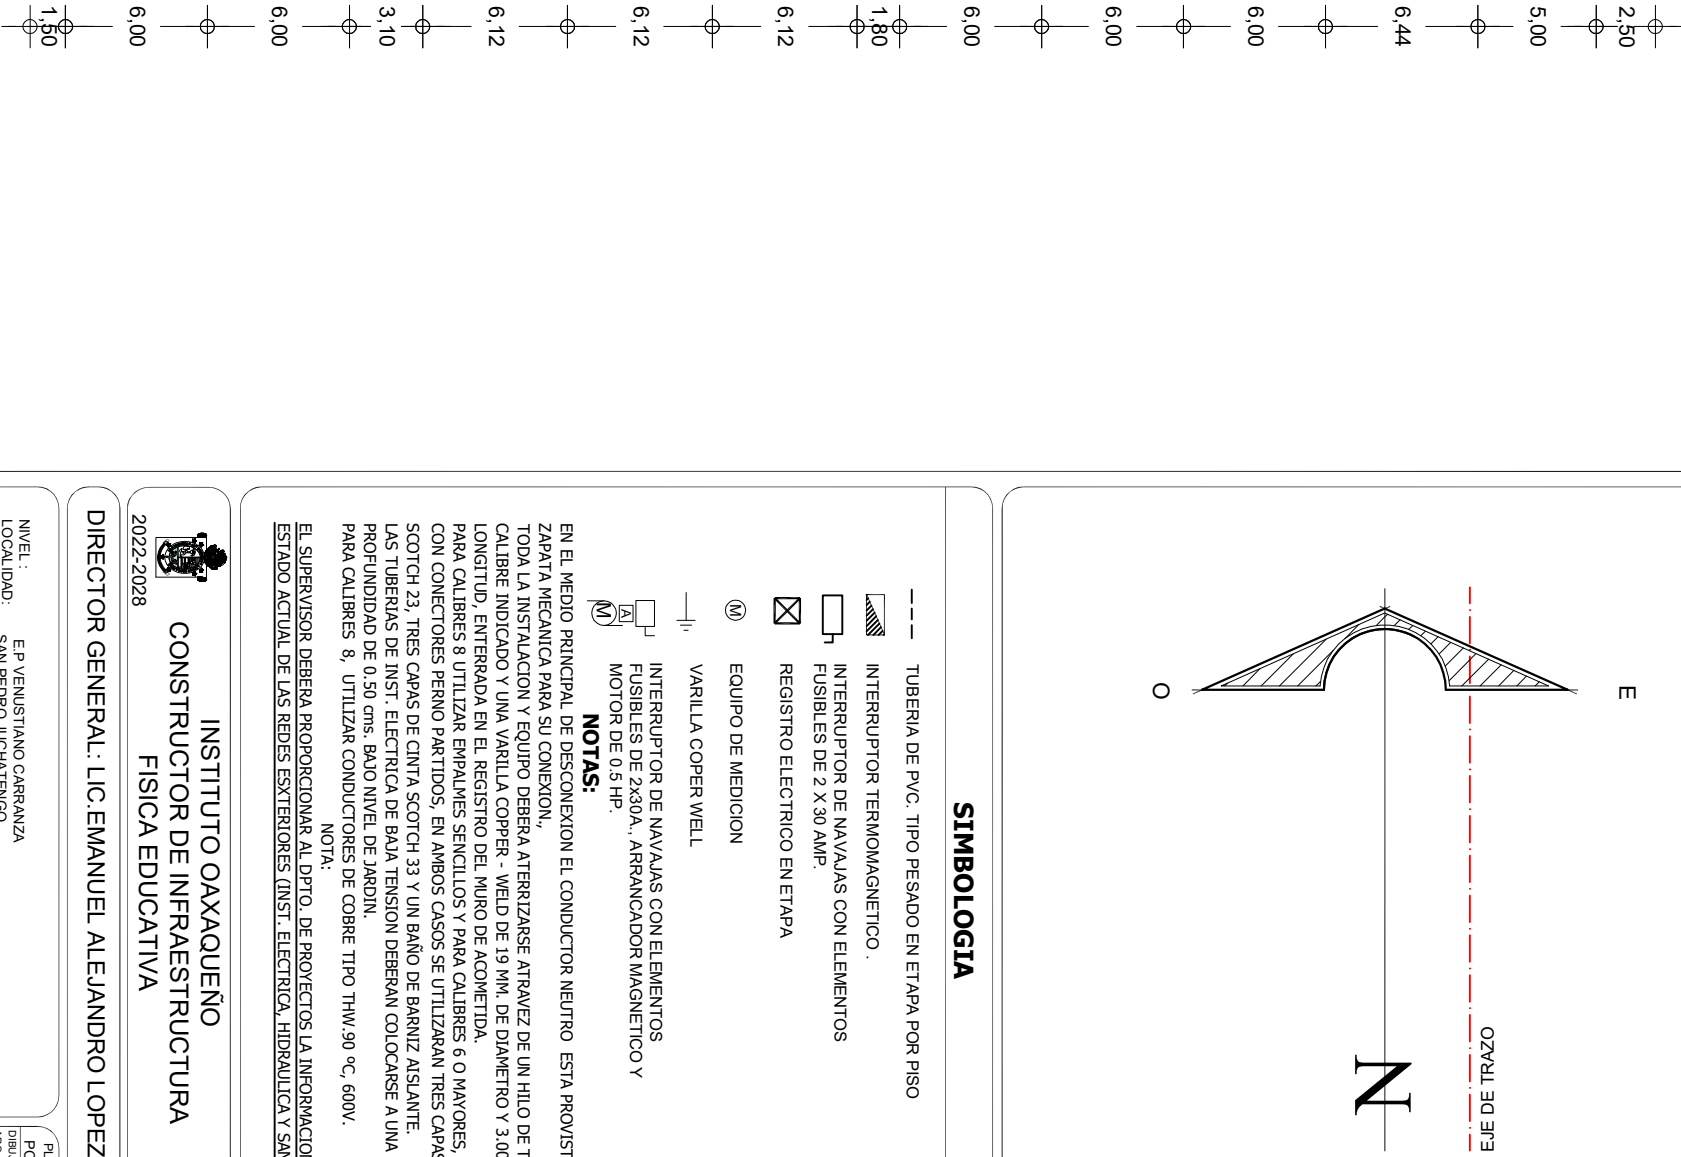 2,50
5,00
6,44
6,00
6,00
6,00
1,80
6,12
6,12
6,12
3,10
6,00
6,00
1,50
E
EJE DE TRAZO
N
O
SIMBOLOGIA
TUBERIA DE PVC. TIPO PESADO EN ETAPA POR PISO
INTERRUPTOR TERMOMAGNETICO .
INTERRUPTOR DE NAVAJAS CON ELEMENTOS
FUSIBLES DE 2 X 30 AMP.
REGISTRO ELECTRICO EN ETAPA
M
EQUIPO DE MEDICION
VARILLA COPER WELL
A
M
INTERRUPTOR DE NAVAJAS CON ELEMENTOS
FUSIBLES DE 2x30A., ARRANCADOR MAGNETICO Y
MOTOR DE 0.5 HP.
NOTAS:
EN EL MEDIO PRINCIPAL DE DESCONEXION EL CONDUCTOR NEUTRO ESTA PROVIST
ZAPATA MECANICA PARA SU CONEXION.,
TODA LA INSTALACION Y EQUIPO DEBERA ATERRIZARSE ATRAVEZ DE UN HILO DE T
CALIBRE INDICADO Y UNA VARILLA COPPER - WELD DE 19 MM. DE DIAMETRO Y 3.00
LONGITUD, ENTERRADA EN EL REGISTRO DEL MURO DE ACOMETIDA.
PARA CALIBRES 8 UTILIZAR EMPALMES SENCILLOS Y PARA CALIBRES 6 O MAYORES,
CON CONECTORES PERNO PARTIDOS, EN AMBOS CASOS SE UTILIZARAN TRES CAPAS
SCOTCH 23, TRES CAPAS DE CINTA SCOTCH 33 Y UN BAÑO DE BARNIZ AISLANTE.
LAS TUBERIAS DE INST. ELECTRICA DE BAJA TENSION DEBERAN COLOCARSE A UNA
PROFUNDIDAD DE 0.50 cms. BAJO NIVEL DE JARDIN.
PARA CALIBRES 8, UTILIZAR CONDUCTORES DE COBRE TIPO THW.90 ºC, 600V.
NOTA:
EL SUPERVISOR DEBERA PROPORCIONAR AL DPTO. DE PROYECTOS LA INFORMACION
ESTADO ACTUAL DE LAS REDES ESXTERIORES (INST. ELECTRICA, HIDRAULICA Y SAN
INSTITUTO OAXAQUEÑO
CONSTRUCTOR DE INFRAESTRUCTURA
FISICA EDUCATIVA
2022-2028
DIRECTOR GENERAL: LIC.EMANUEL ALEJANDRO LOPEZ
NIVEL : E.P VENUSTIANO CARRANZA
LOCALIDAD: SAN PEDRO JUCHATENGO
PL
PO
DIBU